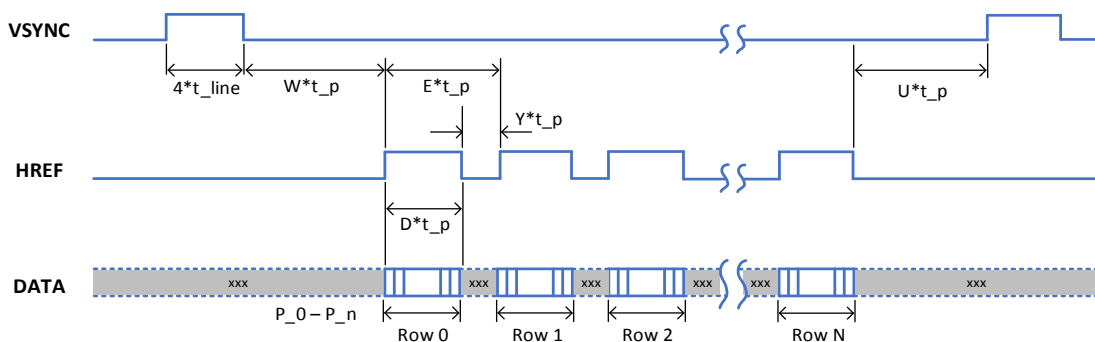 VSYNC
4*t_line
W*t_p
E*t_p
U*t_p
Y*t_p
HREF
D*t_p
DATA
xxx
xxx
xxx
xxx
xxx
xxx
P_0 – P_n
Row 0
Row 1
Row 2
Row N